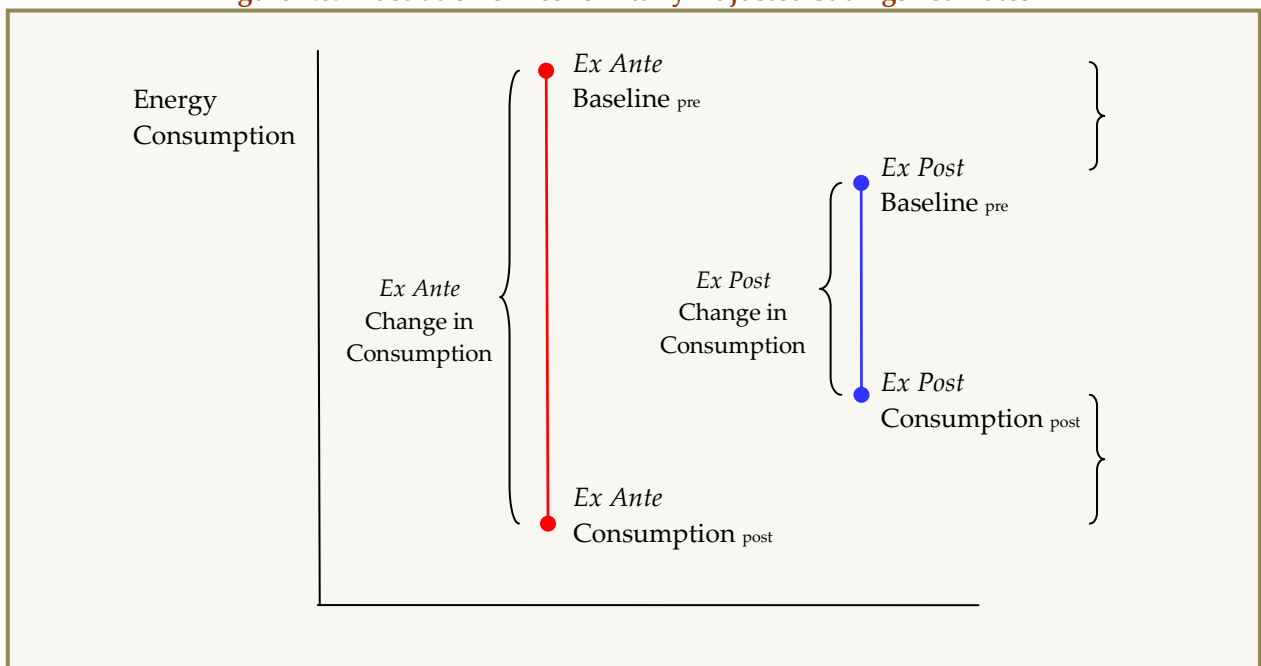 Energy
Consumption
Ex Ante
Baseline pre
Ex Post
Baseline pre
Ex Ante
Change in
Consumption
Ex Post
Change in
Consumption
Ex Post
Consumption post
Ex Ante
Consumption post